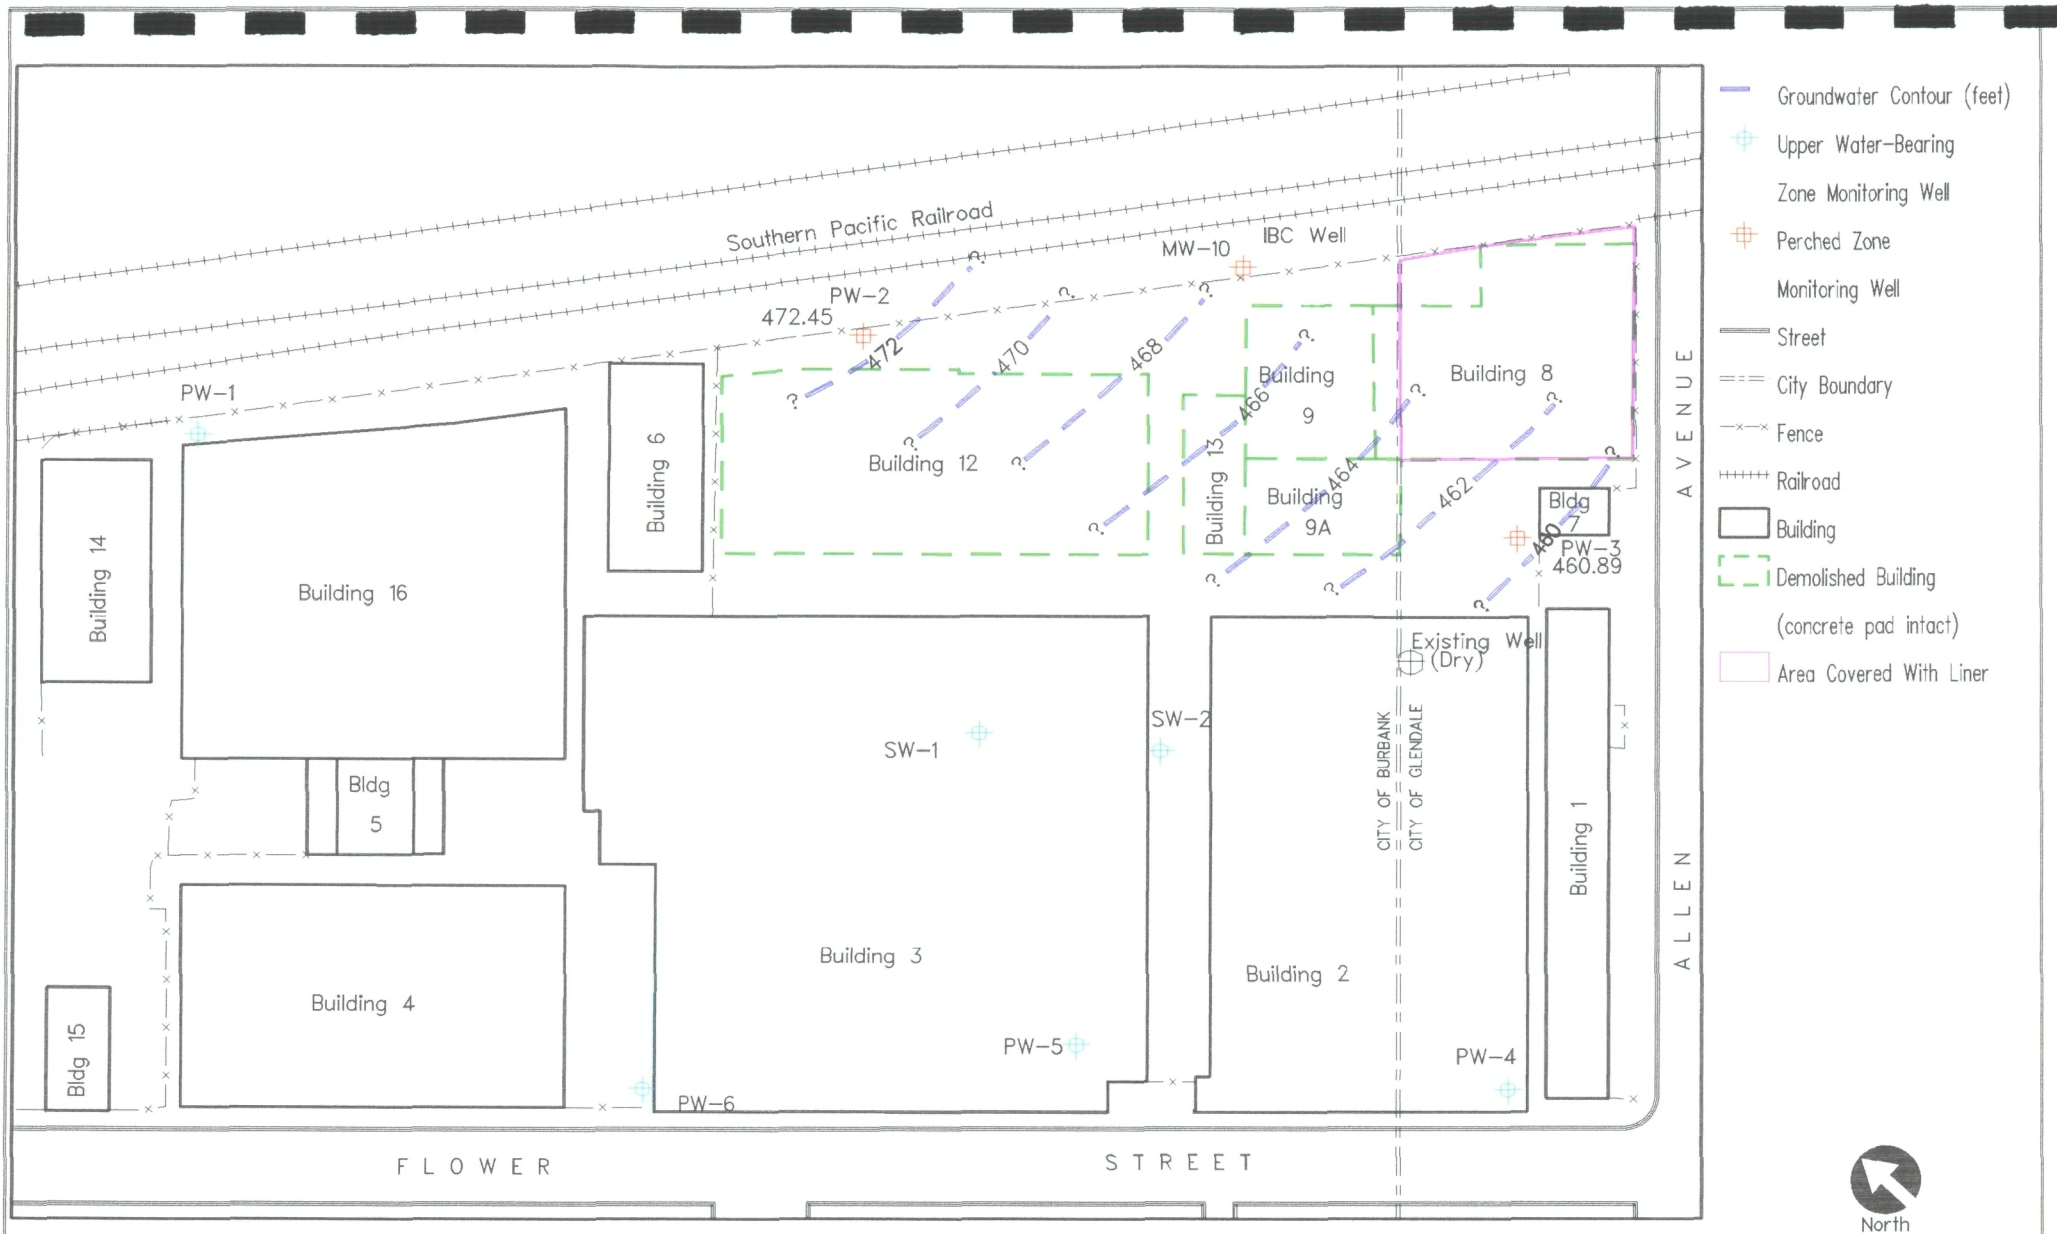 Groundwater Contour (feet)
Upper Water-Bearing
Zone Monitoring Well
Perched Zone
Monitoring Well
Street
City Boundary
Fence
Railroad
Building
Demolished Building
(concrete pad intact)
Area Covered With Liner
Southern Pacific Railroad
MW-10
IBC Well
PW-2
472.45
PW-1
?
?
?
?
?
?
?
472
470
468
466
464
462
460
?
?
?
?
?
?
?
Building 6
Building 12
Building 13
Building
9
Building
9A
Building 8
Bldg
7
PW-3
460.89
Building 14
Building 16
Existing Well
(Dry)
SW-1
SW-2
CITY OF BURBANK
CITY OF GLENDALE
Bldg
5
Building 1
Building 3
Building 2
Building 4
Bldg 15
PW-5
PW-4
PW-6
ALLEN AVENUE
FLOWER STREET
North